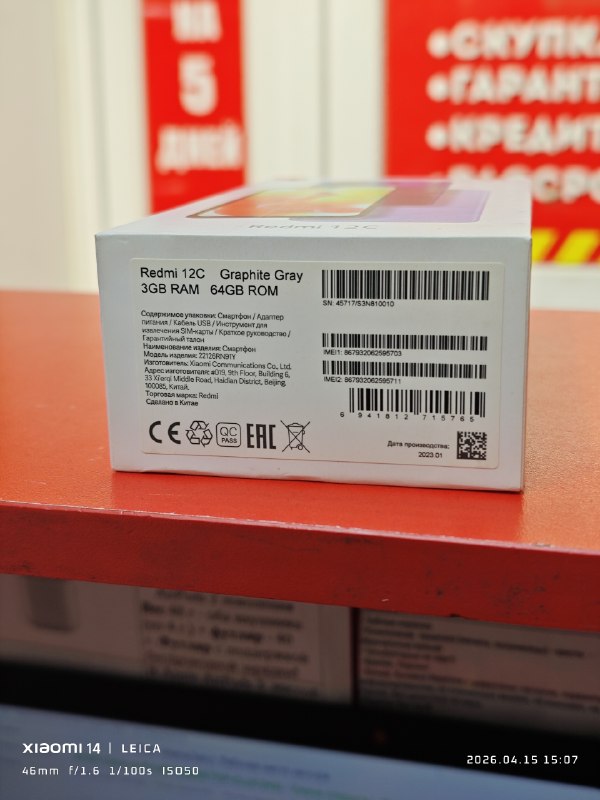 НА
5
ДНЕЙ
•СКУПКА
•ГАРАНТ
•КРЕДИТ
Redmi 12C
Redmi 12C Graphite Gray
3GB RAM 64GB ROM
SN: 45717/S3N810010
Содержимое упаковки: Смартфон / Адаптер
питания / Кабель USB / Инструмент для
извлечения SIM-карты / Краткое руководство /
Гарантийный талон
Наименование изделия: Смартфон
Модель изделия: 22126RN91Y
Изготовитель: Xiaomi Communications Co., Ltd.
Адрес изготовителя: #019, 9th Floor, Building 6,
33 Xi'erqi Middle Road, Haidian District, Beijing,
100085, Китай.
Торговая марка: Redmi
Сделано в Китае
IMEI1: 867932062595703
IMEI2: 867932062595711
6 941812 715765
CE
QC
PASS
EAC
Дата производства:
2023.01
XIAOMI 14 | LEICA
46mm f/1.6 1/100s ISO50
2026.04.15 15:07